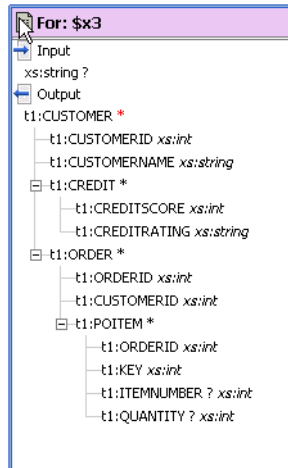 For: $x3
Input
xs:string ?
Output
t1:CUSTOMER *
t1:CUSTOMERID xs:int
t1:CUSTOMERNAME xs:string
t1:CREDIT *
t1:CREDITSCORE xs:int
t1:CREDITRATING xs:string
t1:ORDER *
t1:ORDERID xs:int
t1:CUSTOMERID xs:int
t1:POITEM *
t1:ORDERID xs:int
t1:KEY xs:int
t1:ITEMNUMBER ? xs:int
t1:QUANTITY ? xs:int